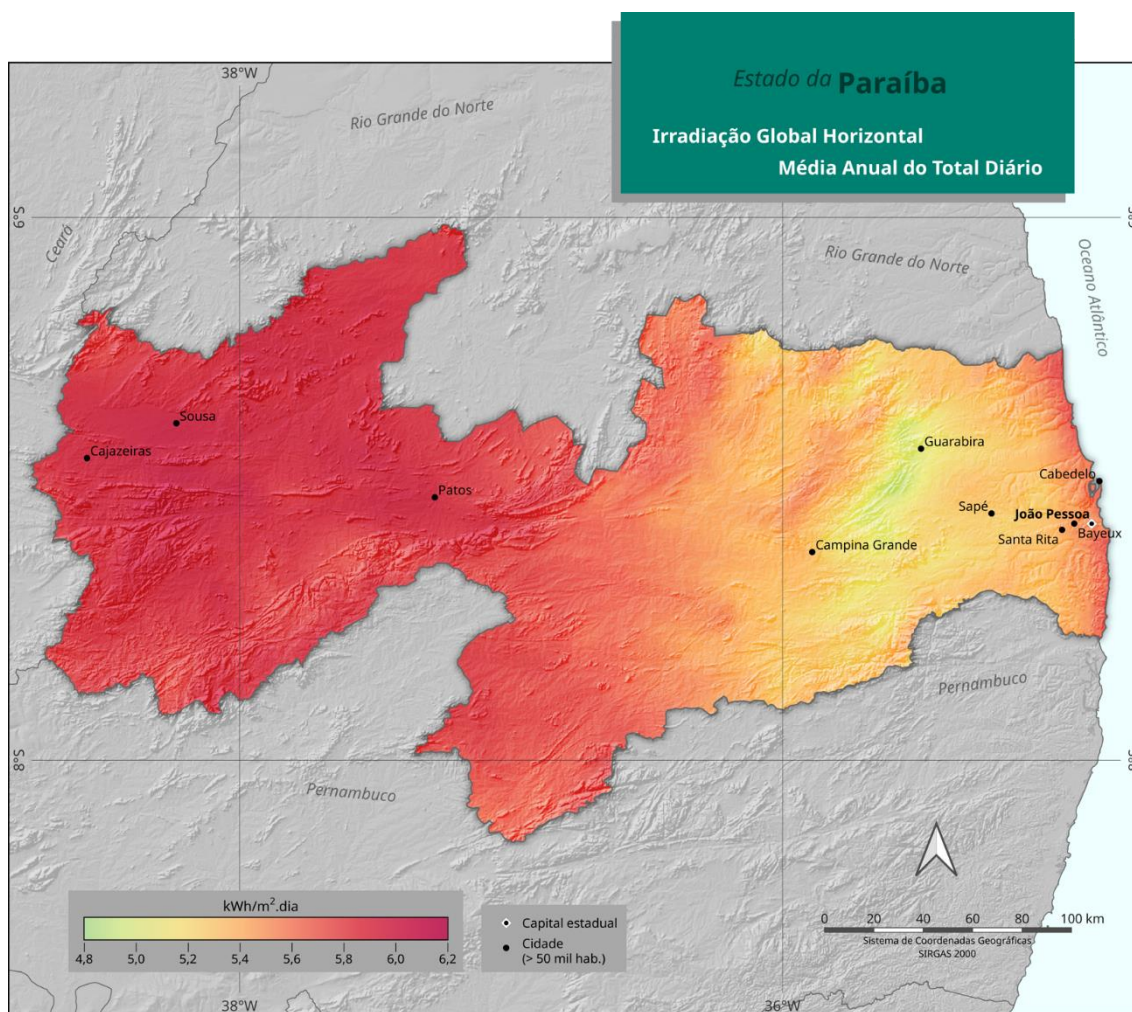 Estado da Paraíba
Irradiação Global Horizontal
Média Anual do Total Diário
38°W
Rio Grande do Norte
6°S
6°S
Ceará
Rio Grande do Norte
Oceano Atlântico
Sousa
Cajazeiras
Patos
Guarabira
Cabedelo
Sapé
João Pessoa
Santa Rita
Bayeux
Campina Grande
Pernambuco
8°S
8°S
Pernambuco
kWh/m².dia
4,8 5,0 5,2 5,4 5,6 5,8 6,0 6,2
Capital estadual
Cidade
(> 50 mil hab.)
0 20 40 60 80 100 km
Sistema de Coordenadas Geográficas
SIRGAS 2000
38°W
36°W